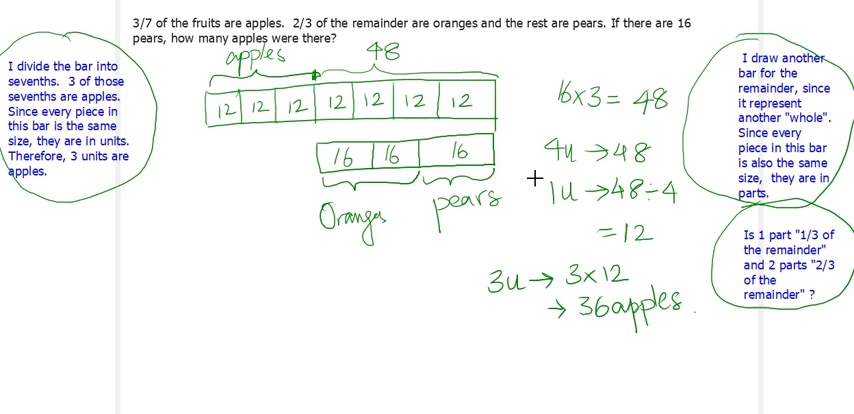 3/7 of the fruits are apples. 2/3 of the remainder are oranges and the rest are pears. If there are 16
pears, how many apples were there?
I divide the bar into
sevenths. 3 of those
sevenths are apples.
Since every piece in
this bar is the same
size, they are in units.
Therefore, 3 units are
apples.
apples 48
12 12 12 12 12 12 12
16 16 16
Oranges pears
16x3 = 48
4u → 48
1u → 48÷4
= 12
3u → 3x12
→ 36 apples.
I draw another
bar for the
remainder, since
it represent
another "whole".
Since every
piece in this bar
is also the same
size, they are in
parts.
Is 1 part "1/3 of
the remainder"
and 2 parts "2/3
of the
remainder" ?